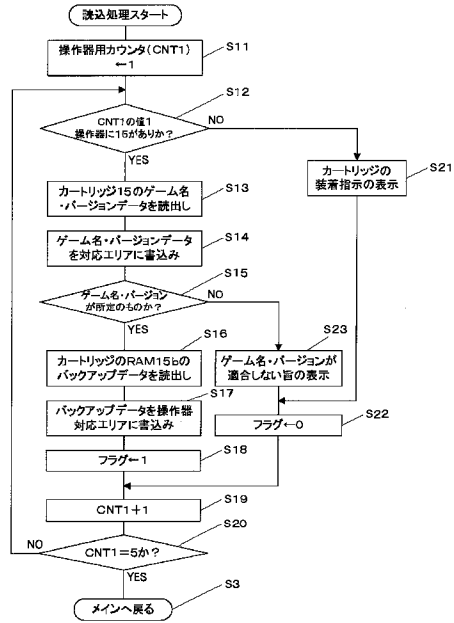 読込処理スタート
操作器用カウンタ(CNT1)
←1
S11
S12
CNT1の値1
操作器に15がありか?
NO
YES
カートリッジの
装着指示の表示
S21
カートリッジ15のゲーム名
・バージョンデータを読出し
S13
ゲーム名・バージョンデータ
を対応エリアに書込み
S14
S15
ゲーム名・バージョン
が所定のものか?
NO
YES
S16
カートリッジのRAM15bの
バックアップデータを読出し
S23
ゲーム名・バージョンが
適合しない旨の表示
S17
バックアップデータを操作器
対応エリアに書込み
S22
フラグ←0
S18
フラグ←1
S19
CNT1+1
S20
CNT1=5か?
NO
YES
メインへ戻る
S3